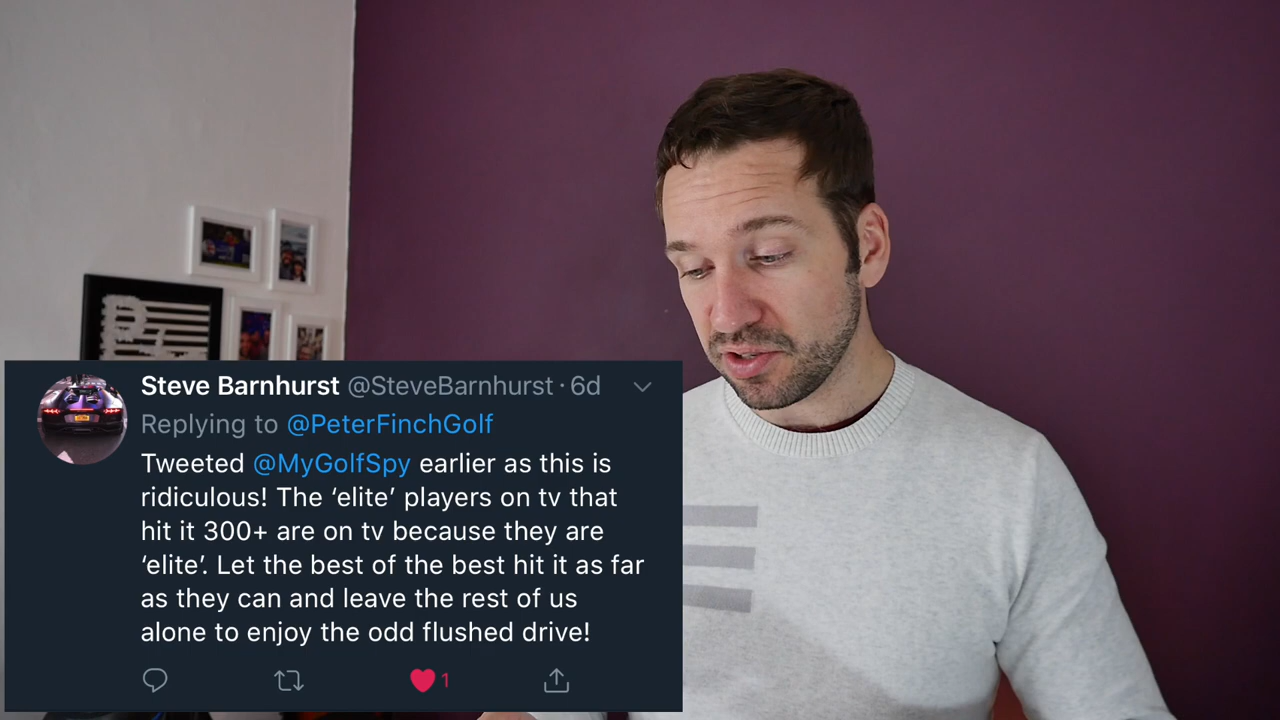 Steve Barnhurst @SteveBarnhurst · 6d
Replying to @PeterFinchGolf
Tweeted @MyGolfSpy earlier as this is
ridiculous! The ‘elite’ players on tv that
hit it 300+ are on tv because they are
‘elite’. Let the best of the best hit it as far
as they can and leave the rest of us
alone to enjoy the odd flushed drive!
1